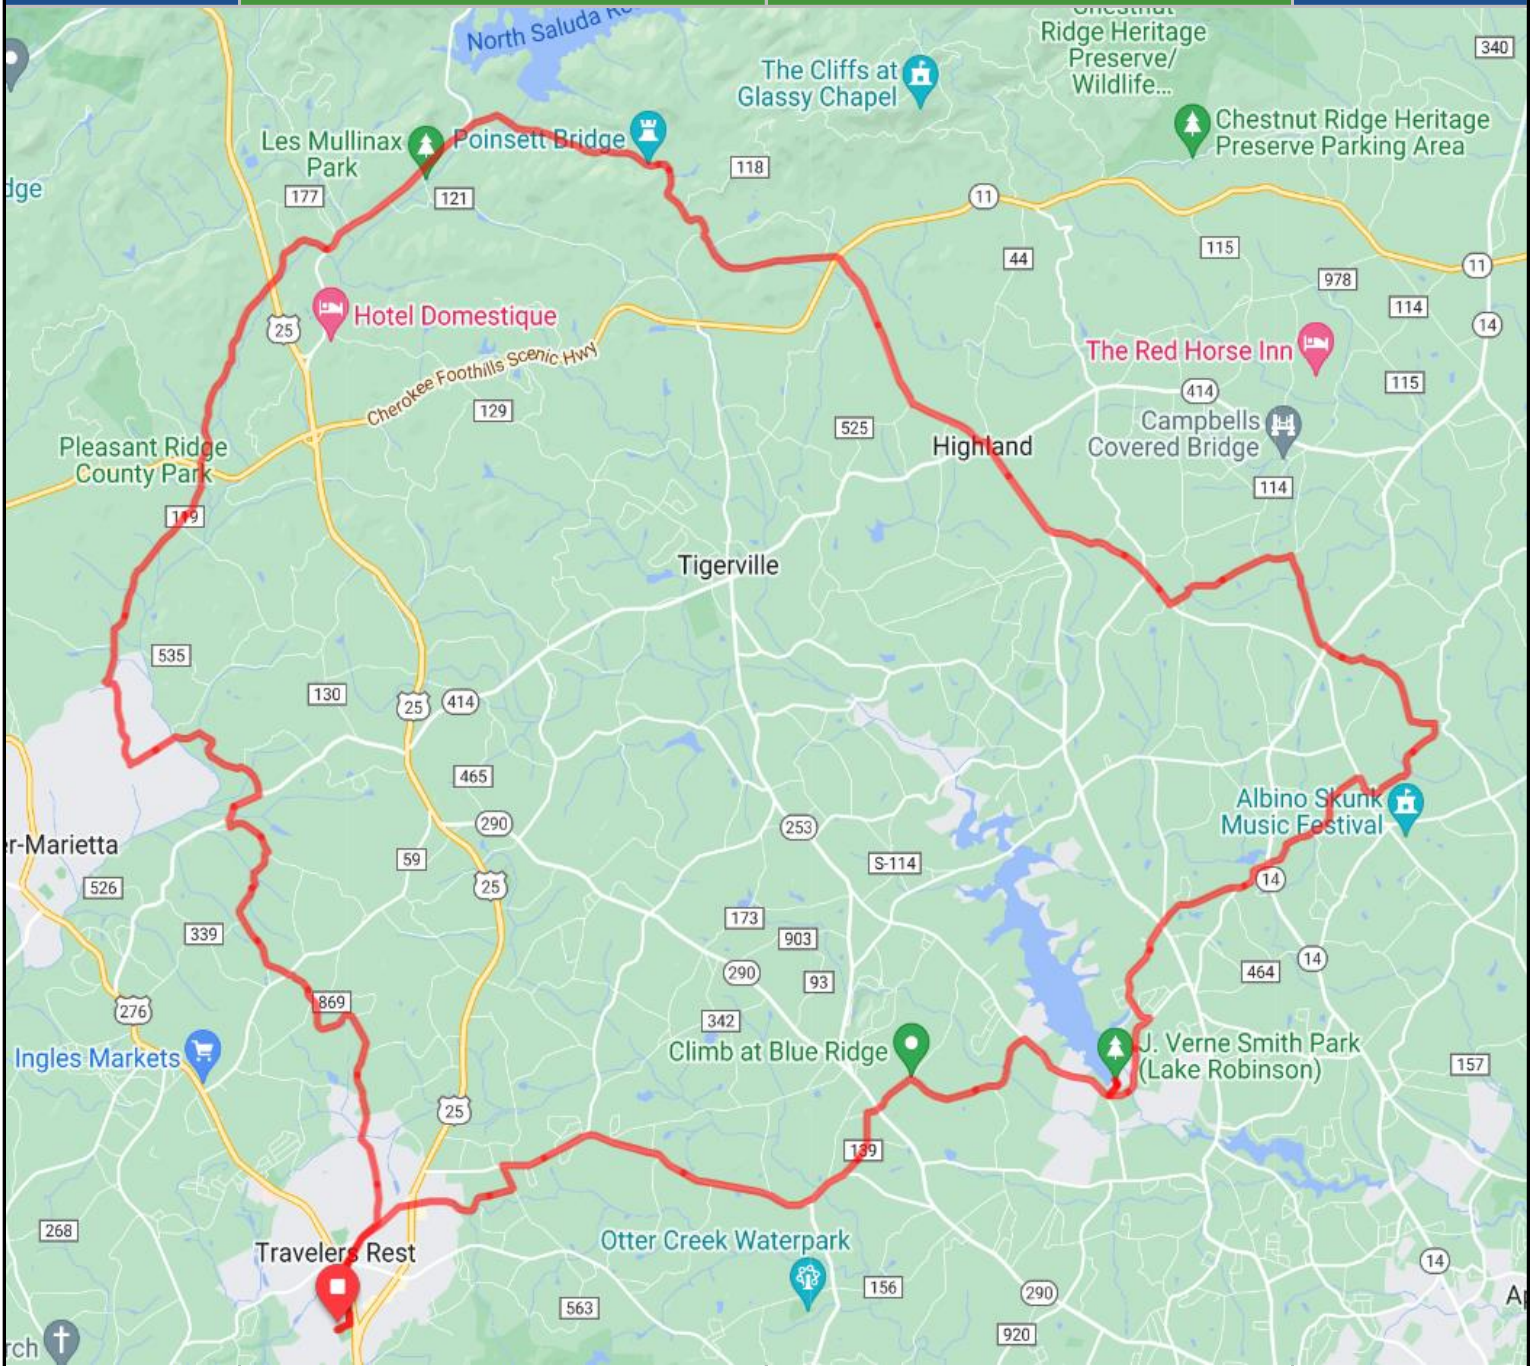 North Saluda
Chestnut
Ridge Heritage
Preserve/
Wildlife...
340
The Cliffs at
Glassy Chapel
Chestnut Ridge Heritage
Preserve Parking Area
Les Mullinax
Park
Poinsett Bridge
118
177
121
11
dge
44
115
978
11
114
14
Hotel Domestique
25
The Red Horse Inn
Cherokee Foothills Scenic Hwy
129
414
115
525
Highland
Campbells
Covered Bridge
Pleasant Ridge
County Park
114
119
Tigerville
535
130
25
414
465
290
253
Albino Skunk
Music Festival
er-Marietta
59
S-114
25
14
526
339
173
903
290
93
14
464
869
276
342
Ingles Markets
Climb at Blue Ridge
J. Verne Smith Park
(Lake Robinson)
157
25
139
268
Travelers Rest
Otter Creek Waterpark
14
156
290
563
920
Ap
rch